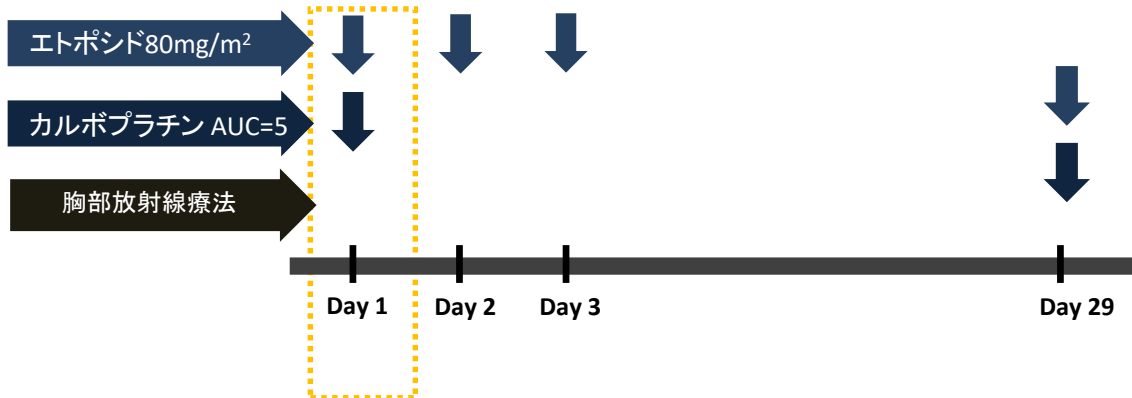 エトポシド80mg/m²
カルボプラチン AUC=5
胸部放射線療法
Day 1
Day 2
Day 3
Day 29